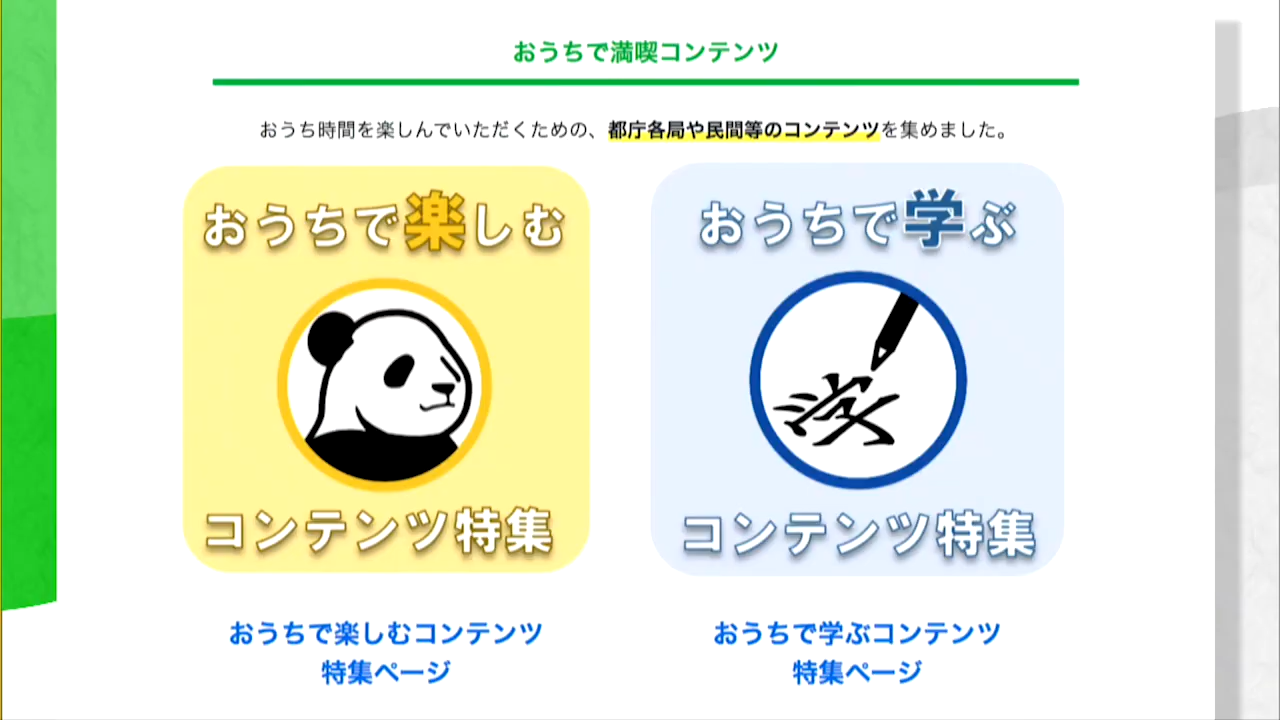 おうちで満喫コンテンツ
おうち時間を楽しんでいただくための、都庁各局や民間等のコンテンツを集めました。
おうちで楽しむ
コンテンツ特集
おうちで楽しむコンテンツ
特集ページ
おうちで学ぶ
コンテンツ特集
おうちで学ぶコンテンツ
特集ページ